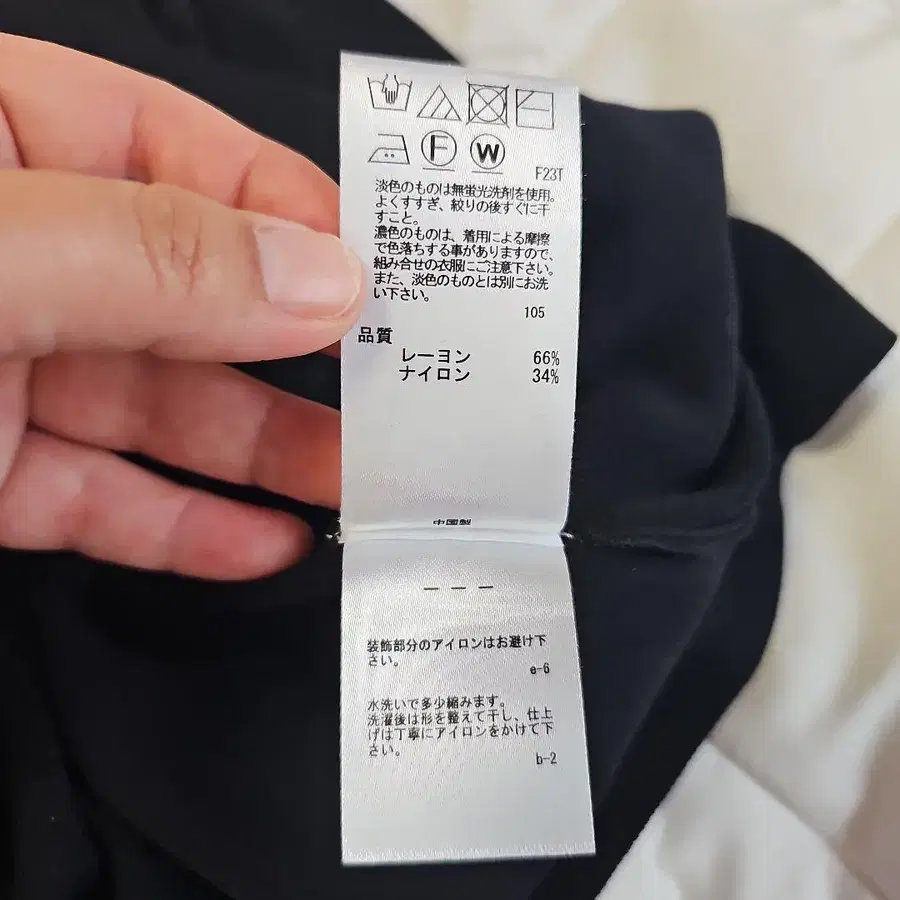 F W
F23T
淡色のものは無蛍光洗剤を使用。
よくすすぎ、絞りの後すぐに干
すこと。
濃色のものは、着用による摩擦
で色落ちする事がありますので、
組み合せの衣服にご注意下さい。
また、淡色のものとは別にお洗
い下さい。
105
品質
レーヨン 66%
ナイロン 34%
中国製
装飾部分のアイロンはお避け下
さい。
e-6
水洗いで多少縮みます。
洗濯後は形を整えて干し、仕上
げは丁寧にアイロンをかけて下
さい。
b-2